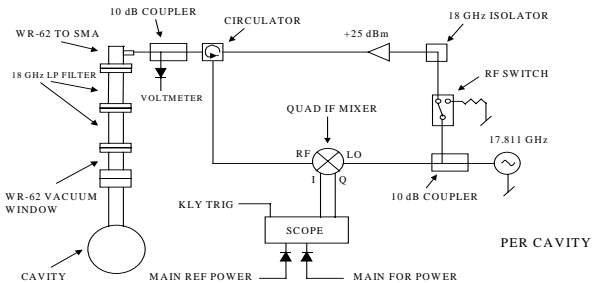 10 dB COUPLER
CIRCULATOR
18 GHz ISOLATOR
WR-62 TO SMA
+25 dBm
18 GHz LP FILTER
RF SWITCH
VOLTMETER
QUAD IF MIXER
17.811 GHz
RF
LO
I
Q
WR-62 VACUUM
WINDOW
10 dB COUPLER
KLY TRIG
SCOPE
PER CAVITY
CAVITY
MAIN REF POWER
MAIN FOR POWER